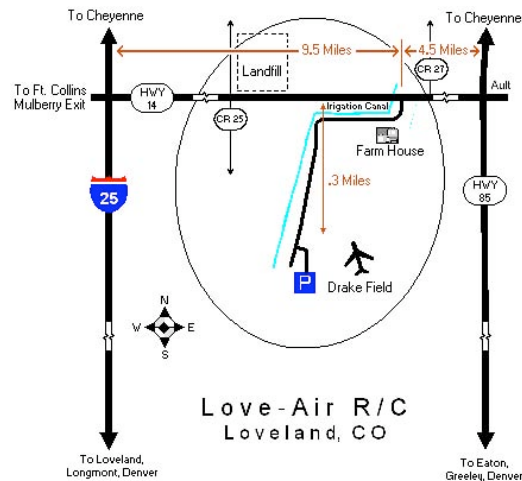 To Cheyenne
To Cheyenne
9.5 Miles
4.5 Miles
Landfill
CR 27
To Ft. Collins
Mulberry Exit
HWY
14
Ault
Irrigation Canal
CR 25
Farm House
.3 Miles
25
HWY
85
P
Drake Field
N
W
E
S
Love-Air R/C
Loveland, CO
To Loveland,
Longmont, Denver
To Eaton,
Greeley, Denver